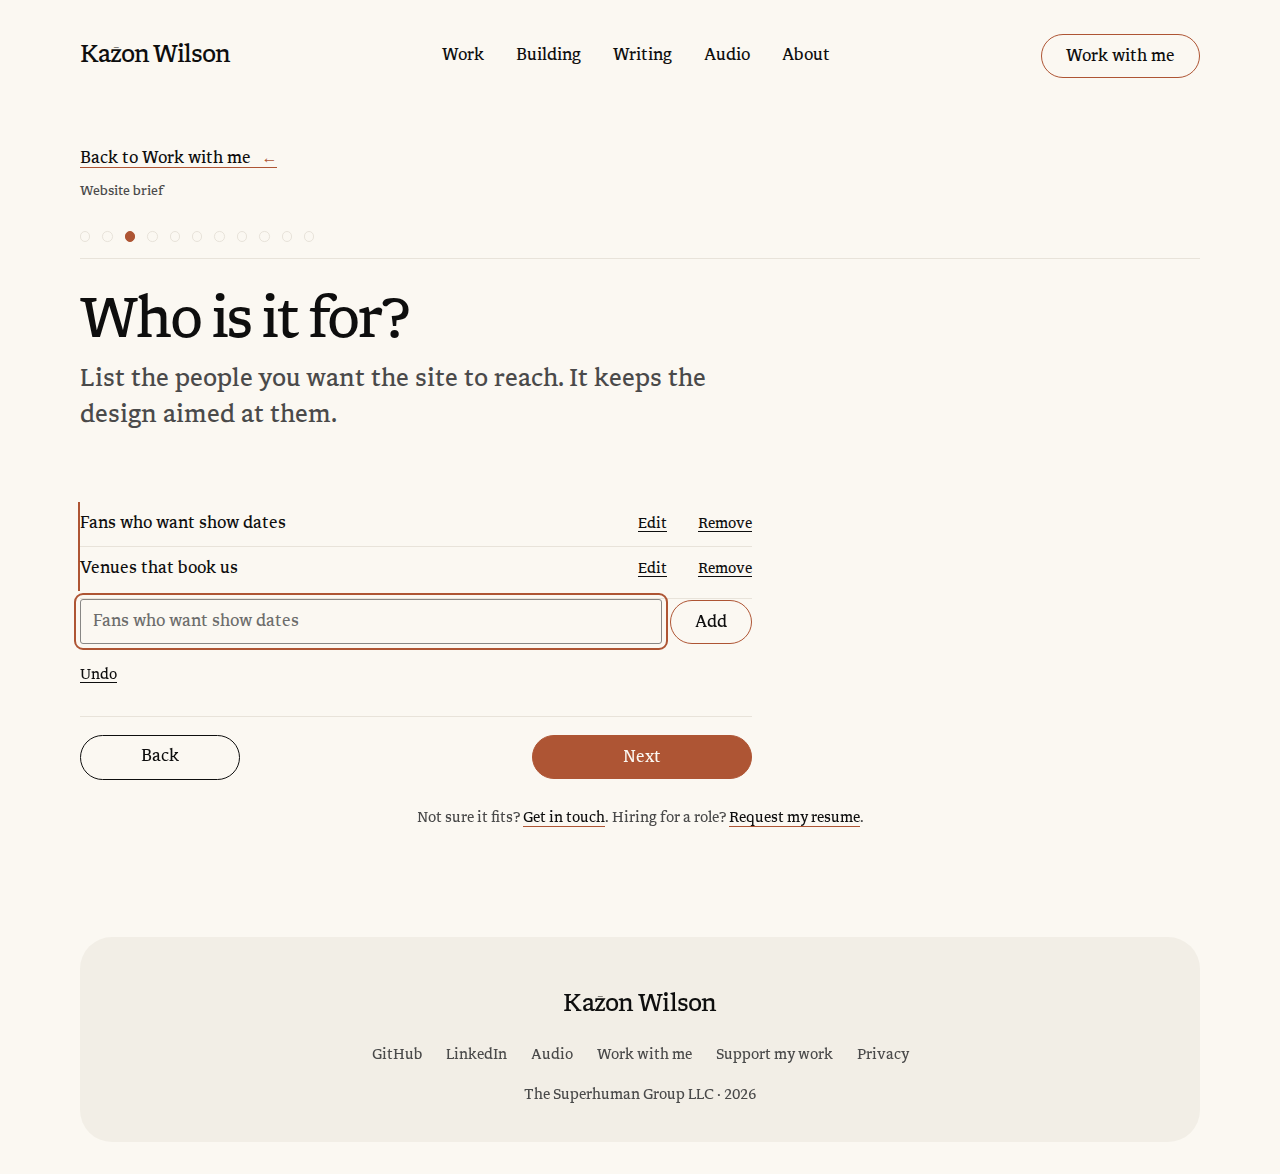 Kažon Wilson
Work Building Writing Audio About
Work with me
Back to Work with me ←
Website brief
Who is it for?
List the people you want the site to reach. It keeps the
design aimed at them.
Fans who want show dates Edit Remove
Venues that book us Edit Remove
Fans who want show dates Add
Undo
Back Next
Not sure it fits? Get in touch. Hiring for a role? Request my resume.
Kažon Wilson
GitHub LinkedIn Audio Work with me Support my work Privacy
The Superhuman Group LLC · 2026